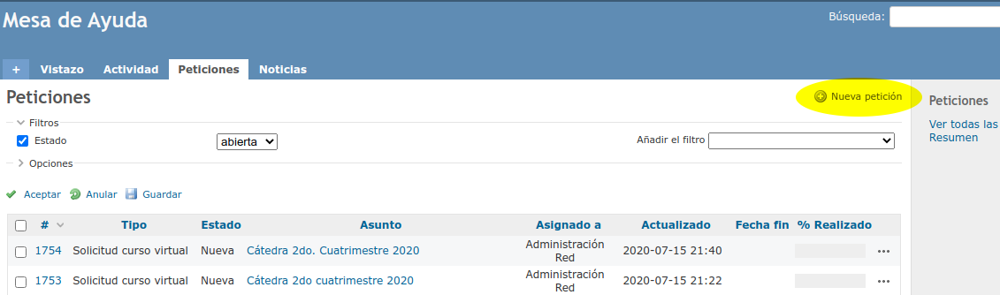 Mesa de Ayuda
Búsqueda:
+ Vistazo Actividad Peticiones Noticias
Peticiones
Nueva petición
Peticiones
Ver todas las
Resumen
Filtros
Estado abierta Añadir el filtro
Opciones
Aceptar Anular Guardar
# Tipo Estado Asunto Asignado a Actualizado Fecha fin % Realizado
1754 Solicitud curso virtual Nueva Cátedra 2do. Cuatrimestre 2020 Administración Red 2020-07-15 21:40
1753 Solicitud curso virtual Nueva Cátedra 2do cuatrimestre 2020 Administración Red 2020-07-15 21:22